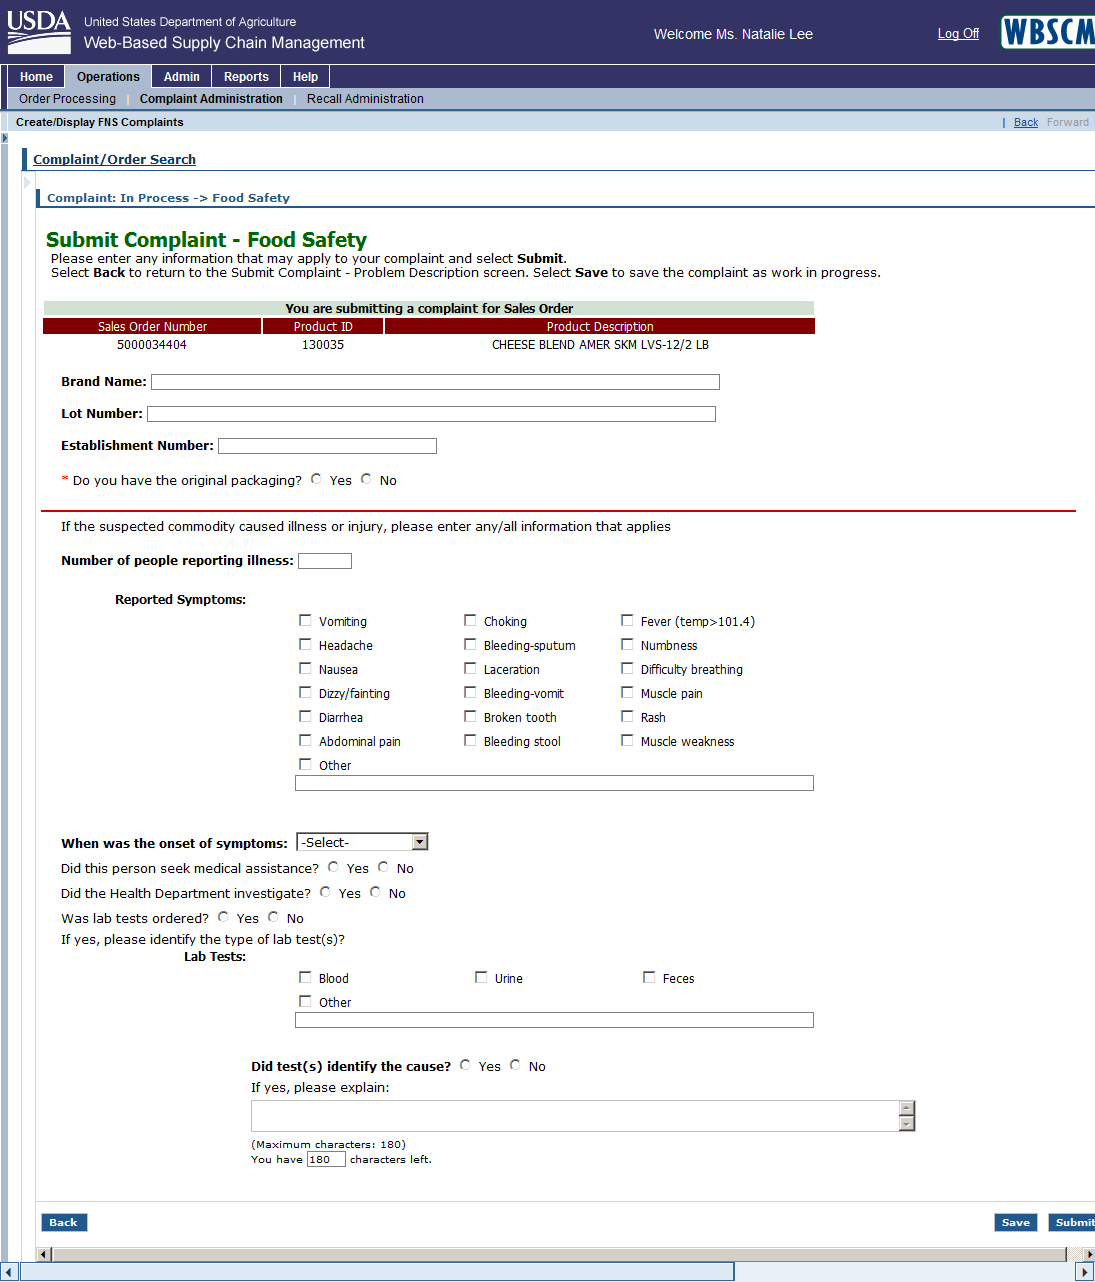 USDA
United States Department of Agriculture
Web-Based Supply Chain Management
Welcome Ms. Natalie Lee
Log Off
WBSCM
Home Operations Admin Reports Help
Order Processing | Complaint Administration | Recall Administration
Create/Display FNS Complaints
| Back Forward
Complaint/Order Search
Complaint: In Process -> Food Safety
Submit Complaint - Food Safety
Please enter any information that may apply to your complaint and select Submit.
Select Back to return to the Submit Complaint - Problem Description screen. Select Save to save the complaint as work in progress.
You are submitting a complaint for Sales Order
Sales Order Number Product ID Product Description
5000034404 130035 CHEESE BLEND AMER SKM LVS-12/2 LB
Brand Name:
Lot Number:
Establishment Number:
* Do you have the original packaging? Yes No
If the suspected commodity caused illness or injury, please enter any/all information that applies
Number of people reporting illness:
Reported Symptoms:
Vomiting Choking Fever (temp>101.4)
Headache Bleeding-sputum Numbness
Nausea Laceration Difficulty breathing
Dizzy/fainting Bleeding-vomit Muscle pain
Diarrhea Broken tooth Rash
Abdominal pain Bleeding stool Muscle weakness
Other
When was the onset of symptoms: -Select-
Did this person seek medical assistance? Yes No
Did the Health Department investigate? Yes No
Was lab tests ordered? Yes No
If yes, please identify the type of lab test(s)?
Lab Tests:
Blood Urine Feces
Other
Did test(s) identify the cause? Yes No
If yes, please explain:
(Maximum characters: 180)
You have 180 characters left.
Back Save Submit